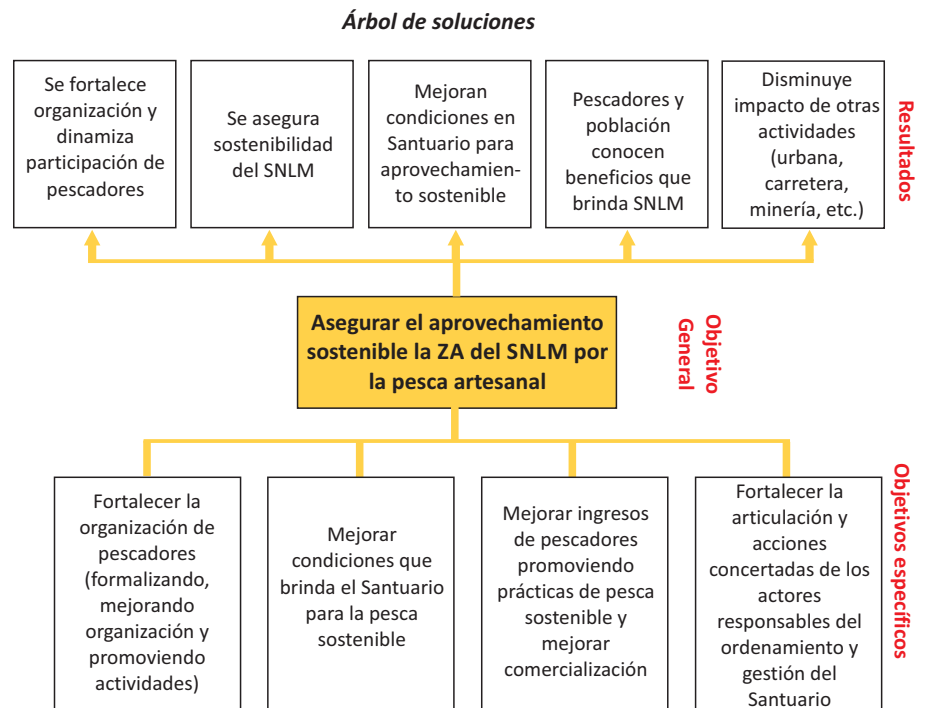 Árbol de soluciones
Se fortalece
organización y
dinamiza
participación de
pescadores
Se asegura
sostenibilidad
del SNLM
Mejoran
condiciones en
Santuario para
aprovechamien-
to sostenible
Pescadores y
población
conocen
beneficios que
brinda SNLM
Disminuye
impacto de otras
actividades
(urbana,
carretera,
minería, etc.)
Resultados
Asegurar el aprovechamiento
sostenible la ZA del SNLM por
la pesca artesanal
Objetivo
General
Fortalecer la
organización de
pescadores
(formalizando,
mejorando
organización y
promoviendo
actividades)
Mejorar
condiciones que
brinda el Santuario
para la pesca
sostenible
Mejorar ingresos
de pescadores
promoviendo
prácticas de pesca
sostenible y
mejorar
comercialización
Fortalecer la
articulación y
acciones
concertadas de los
actores
responsables del
ordenamiento y
gestión del
Santuario
Objetivos específicos